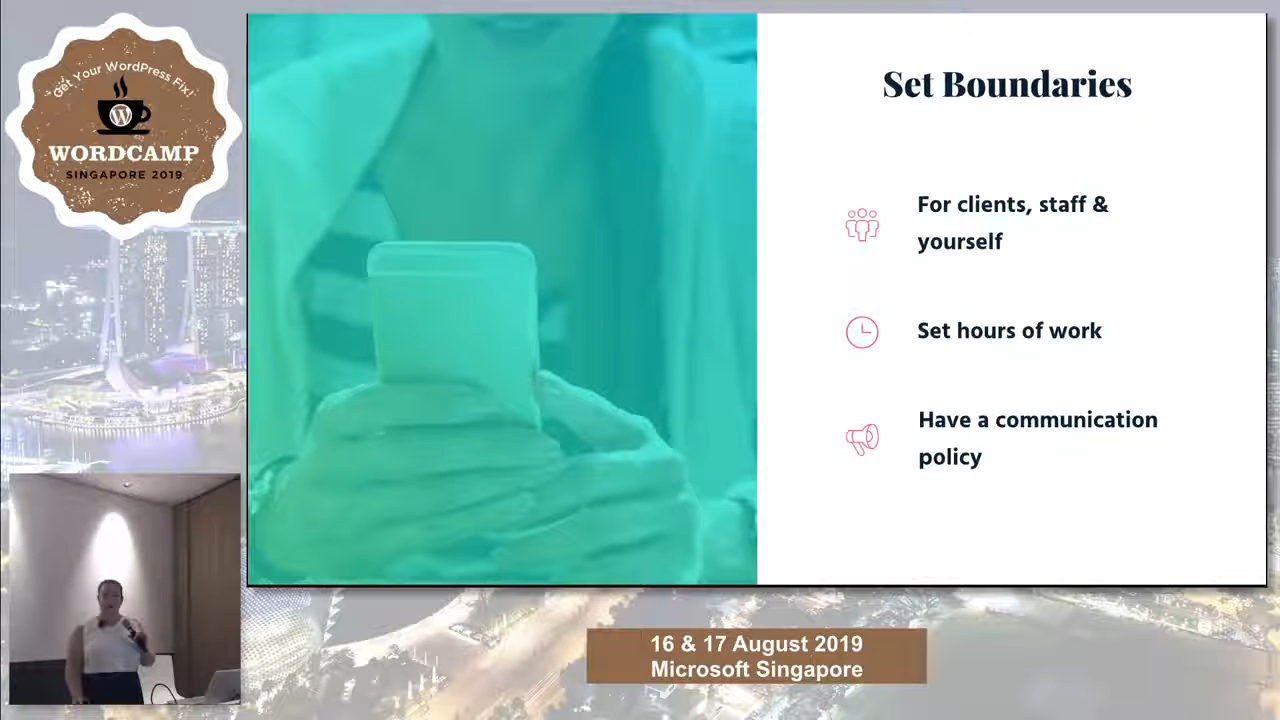 Get Your WordPress Fix!
WORDCAMP
SINGAPORE 2019
Set Boundaries
For clients, staff &
yourself
Set hours of work
Have a communication
policy
16 & 17 August 2019
Microsoft Singapore